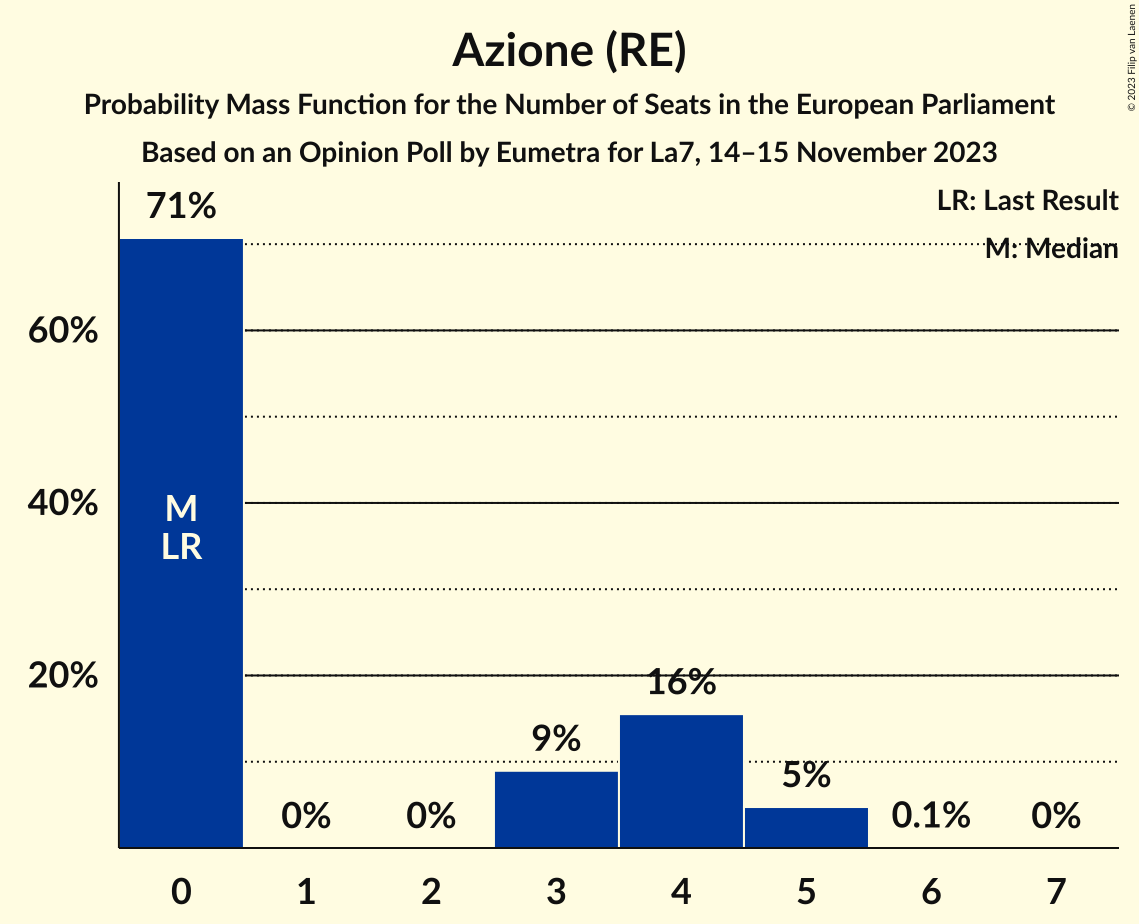 Azione (RE)
Probability Mass Function for the Number of Seats in the European Parliament
Based on an Opinion Poll by Eumetra for La7, 14–15 November 2023
© 2023 Filip van Laenen
LR: Last Result
M: Median
71%
60%
40%
20%
M
LR
0%
0%
9%
16%
5%
0.1%
0%
0
1
2
3
4
5
6
7